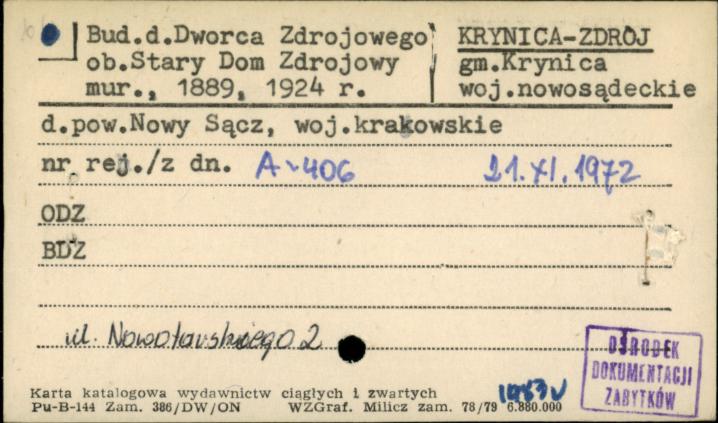 Bud.d.Dworca Zdrojowego
ob.Stary Dom Zdrojowy
mur., 1889, 1924 r.
KRYNICA-ZDRÓJ
gm.Krynica
woj.nowosądeckie
d.pow.Nowy Sącz, woj.krakowskie
nr rej./z dn. A-406 21.XI.1972
ODZ
BDZ
ul. Nowotarskiego 2
OŚRODEK
DOKUMENTACJI
ZABYTKÓW
Karta katalogowa wydawnictw ciągłych i zwartych
Pu-B-144 Zam. 386/DW/ON WZGraf. Milicz zam. 78/79 6.880.000